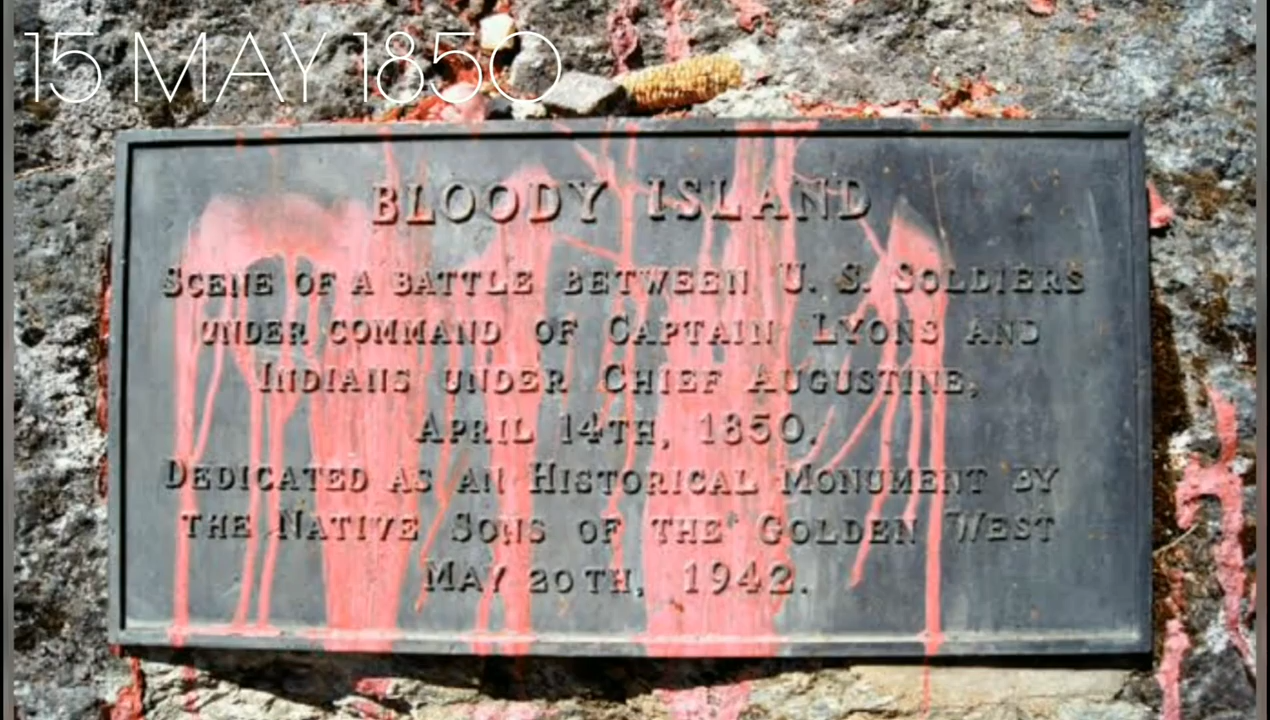 15 MAY 1850
BLOODY ISLAND
SCENE OF A BATTLE BETWEEN U. S. SOLDIERS
UNDER COMMAND OF CAPTAIN LYONS AND
INDIANS UNDER CHIEF AUGUSTINE,
APRIL 14TH, 1850.
DEDICATED AS AN HISTORICAL MONUMENT BY
THE NATIVE SONS OF THE GOLDEN WEST
MAY 20TH, 1942.